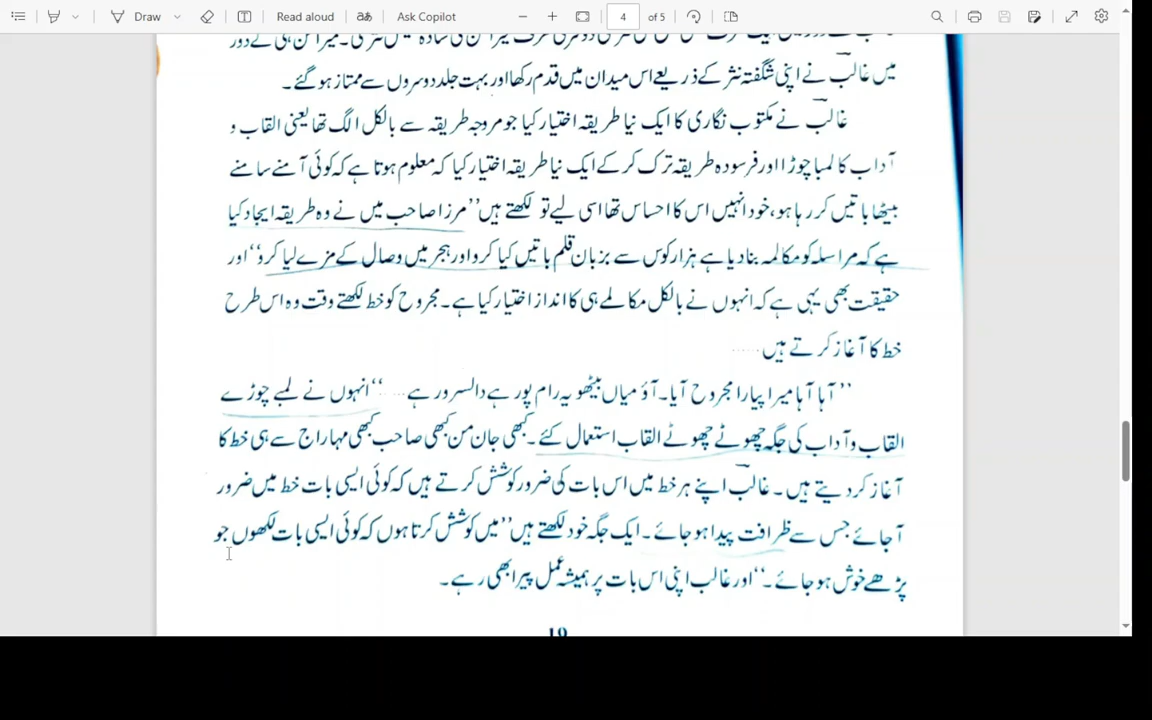 Draw
Read aloud
Ask Copilot
4
of 5
میں غالب نے اپنی شگفتہ نثر کے ذریعے اس میدان میں قدم رکھا اور بہت جلد دوسروں سے ممتاز ہو گئے۔
غالب نے مکتوب نگاری کا ایک نیا طریقہ اختیار کیا جو مروجہ طریقہ سے بالکل الگ تھا یعنی القاب و
آداب کا لمبا چوڑا اور فرسودہ طریقہ ترک کر کے ایک نیا طریقہ اختیار کیا کہ معلوم ہوتا ہے کہ کوئی آمنے سامنے
بیٹھا باتیں کر رہا ہو، خود انہیں اس کا احساس تھا اسی لیے تو لکھتے ہیں ”مرزا صاحب میں نے وہ طریقہ ایجاد کیا
ہے کہ مراسلہ کو مکالمہ بنا دیا ہے ہزار کوس سے بزبان قلم باتیں کیا کرو اور ہجر میں وصال کے مزے لیا کرو“ اور
حقیقت بھی یہی ہے کہ انہوں نے بالکل مکالمے ہی کا انداز اختیار کیا ہے۔ مجروح کو خط لکھتے وقت وہ اس طرح
خط کا آغاز کرتے ہیں ......
”آہا آہا میرا پیارا مجروح آیا۔ آؤ میاں بیٹھو یہ رام پور ہے دالسرور ہے ....“ انہوں نے لمبے چوڑے
القاب و آداب کی جگہ چھوٹے چھوٹے القاب استعمال کئے۔ کبھی جان من کبھی صاحب کبھی مہاراج سے ہی خط کا
آغاز کر دیتے ہیں۔ غالب اپنے ہر خط میں اس بات کی ضرور کوشش کرتے ہیں کہ کوئی ایسی بات خط میں ضرور
آجائے جس سے ظرافت پیدا ہو جائے۔ ایک جگہ خود لکھتے ہیں ”میں کوشش کرتا ہوں کہ کوئی ایسی بات لکھوں جو
پڑھے خوش ہو جائے۔“ اور غالب اپنی اس بات پر ہمیشہ عمل پیرا بھی رہے۔
19